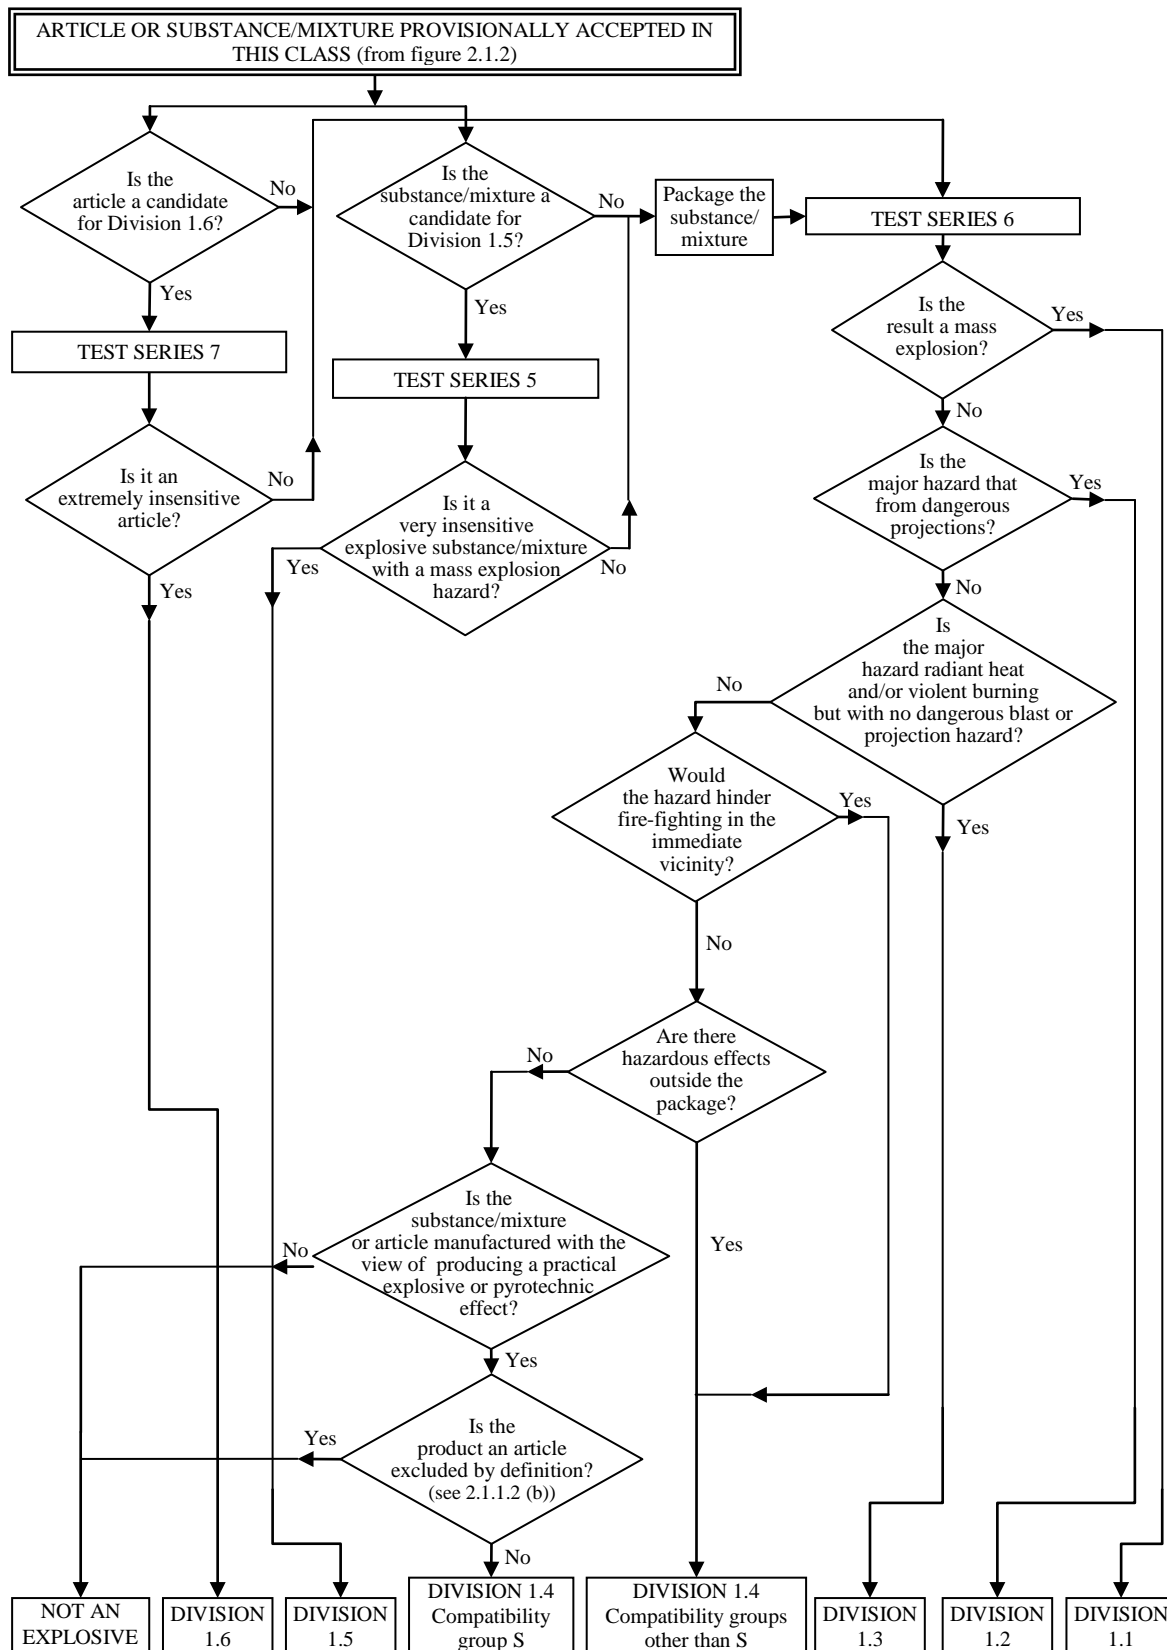 ARTICLE OR SUBSTANCE/MIXTURE PROVISIONALLY ACCEPTED IN
THIS CLASS (from figure 2.1.2)
Is the
article a candidate
for Division 1.6?
No
Yes
Is the
substance/mixture a
candidate for
Division 1.5?
No
Yes
Package the
substance/
mixture
TEST SERIES 6
Is the
result a mass
explosion?
Yes
No
TEST SERIES 7
TEST SERIES 5
Is it an
extremely insensitive
article?
No
Yes
Is it a
very insensitive
explosive substance/mixture
with a mass explosion
hazard?
Yes
No
Is the
major hazard that
from dangerous
projections?
Yes
No
Is
the major
hazard radiant heat
and/or violent burning
but with no dangerous blast or
projection hazard?
No
Yes
Would
the hazard hinder
fire-fighting in the
immediate
vicinity?
Yes
No
Are there
hazardous effects
outside the
package?
No
Yes
Is the
substance/mixture
or article manufactured with the
view of producing a practical
explosive or pyrotechnic
effect?
No
Yes
Is the
product an article
excluded by definition?
(see 2.1.1.2 (b))
Yes
No
NOT AN
EXPLOSIVE
DIVISION
1.6
DIVISION
1.5
DIVISION 1.4
Compatibility
group S
DIVISION 1.4
Compatibility groups
other than S
DIVISION
1.3
DIVISION
1.2
DIVISION
1.1